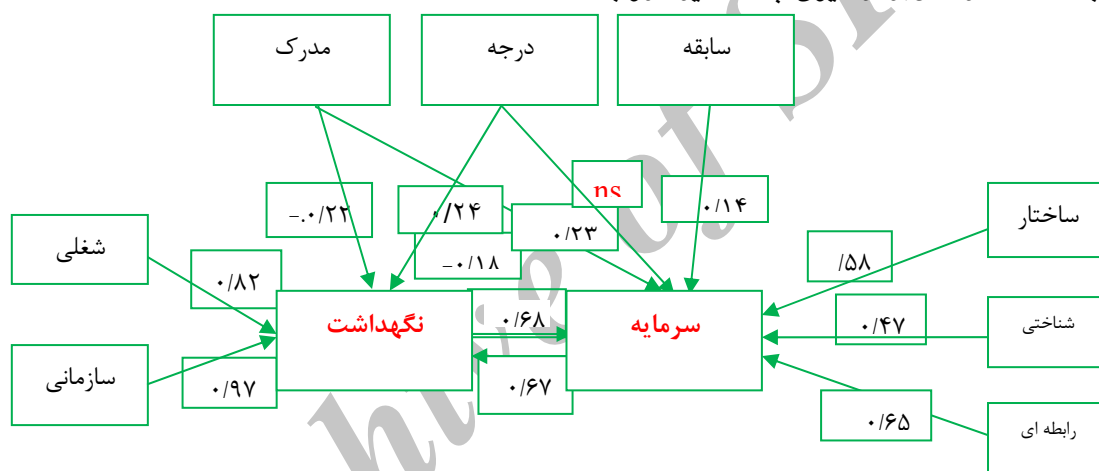 مدرک
درجه
سابقه
ns
-.۰/۲۲
۰/۲۴
۰/۲۳
۰/۱۴
-۰/۱۸
شغلی
ساختار
۰/۸۲
/۵۸
نگهداشت
۰/۶۸
سرمایه
۰/۴۷
شناختی
سازمانی
۰/۹۷
۰/۶۷
۰/۶۵
رابطه ای